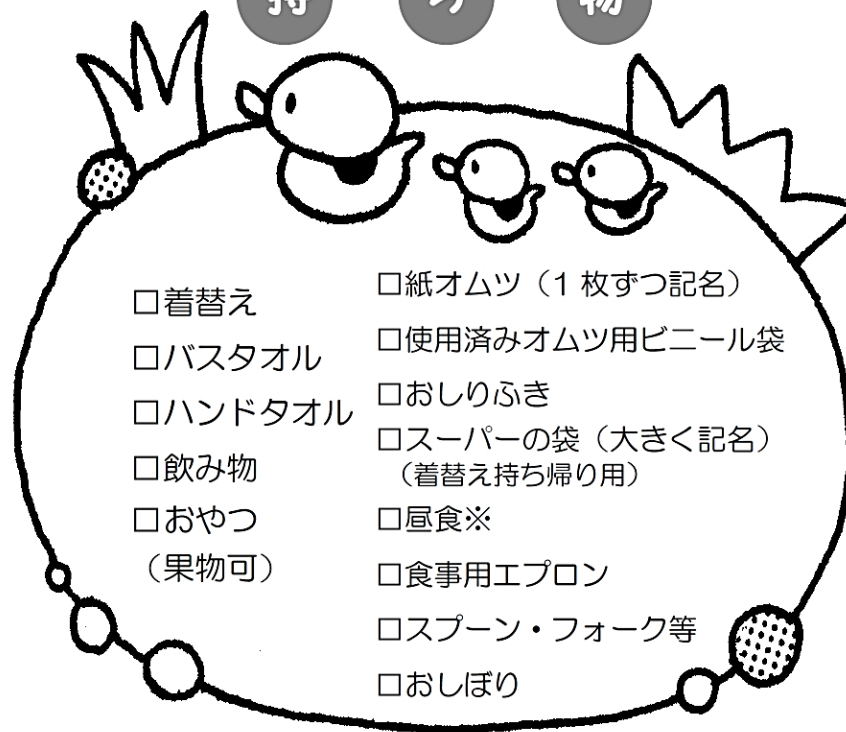 持ち物
□着替え
□バスタオル
□ハンドタオル
□飲み物
□おやつ
（果物可）
□紙オムツ（1枚ずつ記名）
□使用済みオムツ用ビニール袋
□おしりふき
□スーパーの袋（大きく記名）
（着替え持ち帰り用）
□昼食※
□食事用エプロン
□スプーン・フォーク等
□おしぼり